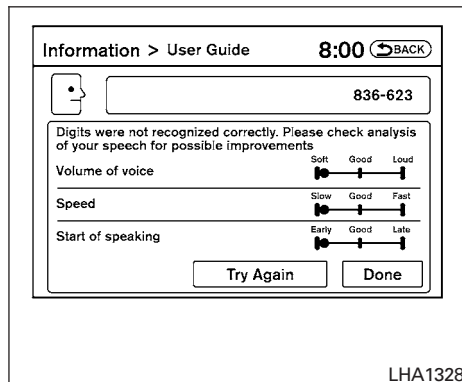 Information > User Guide 8:00 BACK
836-623
Digits were not recognized correctly. Please check analysis
of your speech for possible improvements
Soft Good Loud
Volume of voice
Slow Good Fast
Speed
Early Good Late
Start of speaking
Try Again Done
LHA1328